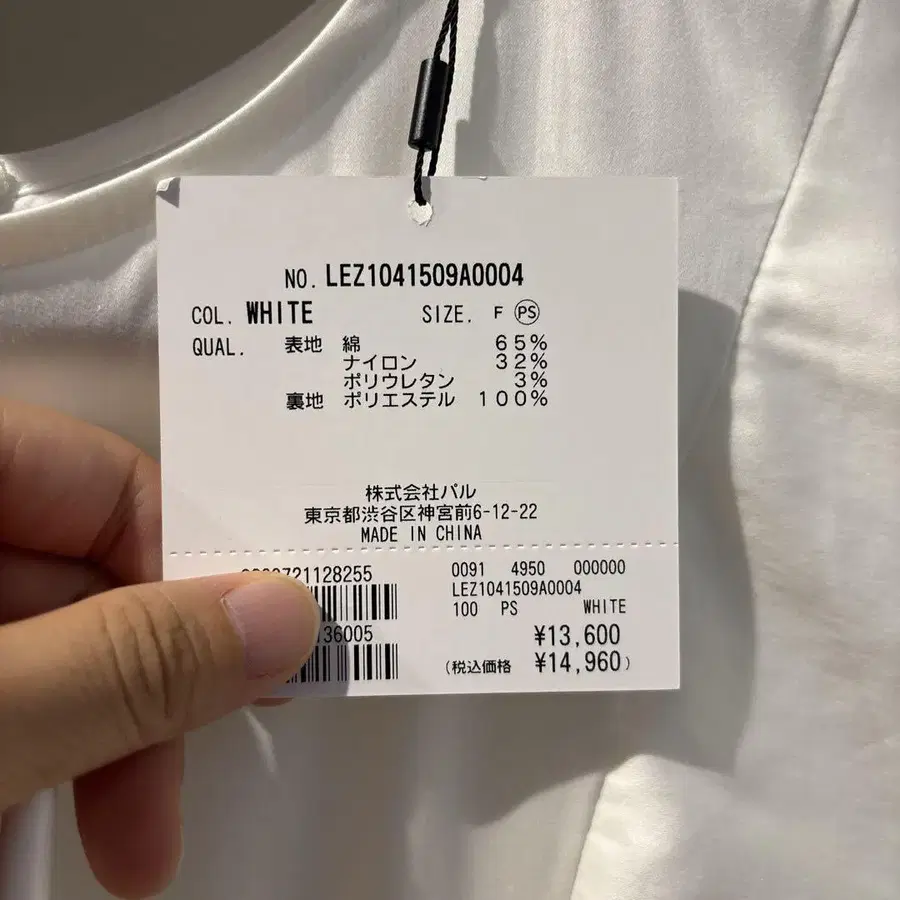 NO. LEZ1041509A0004
COL. WHITE SIZE. F PS
QUAL. 表地 綿 65%
ナイロン 32%
ポリウレタン 3%
裏地 ポリエステル 100%
株式会社パル
東京都渋谷区神宮前6-12-22
MADE IN CHINA
0091 4950 000000
LEZ1041509A0004
100 PS WHITE
¥13,600
(税込価格 ¥14,960)